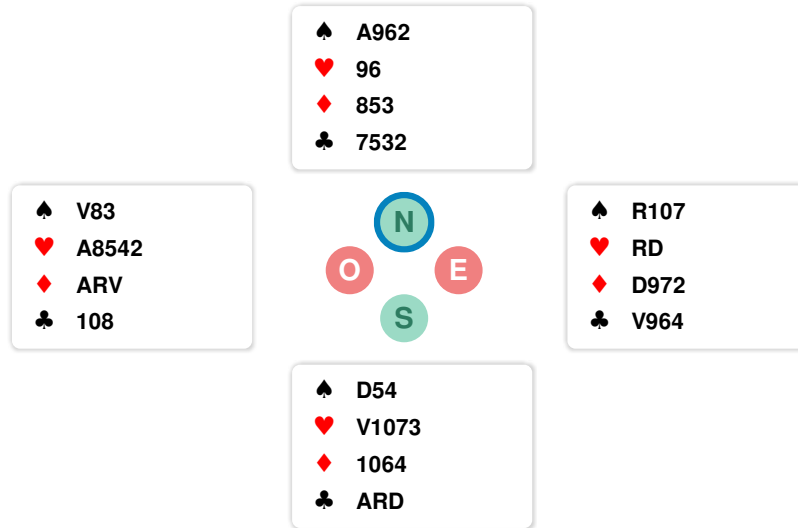 ♠ A962
♥ 96
♦ 853
♣ 7532
♠ V83
♥ A8542
♦ ARV
♣ 108
N
O
E
S
♠ R107
♥ RD
♦ D972
♣ V964
♠ D54
♥ V1073
♦ 1064
♣ ARD